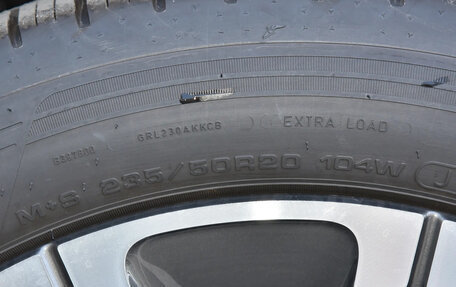 GRL230AKKCB
EXTRA LOAD
M+S 235/50R20 104W J